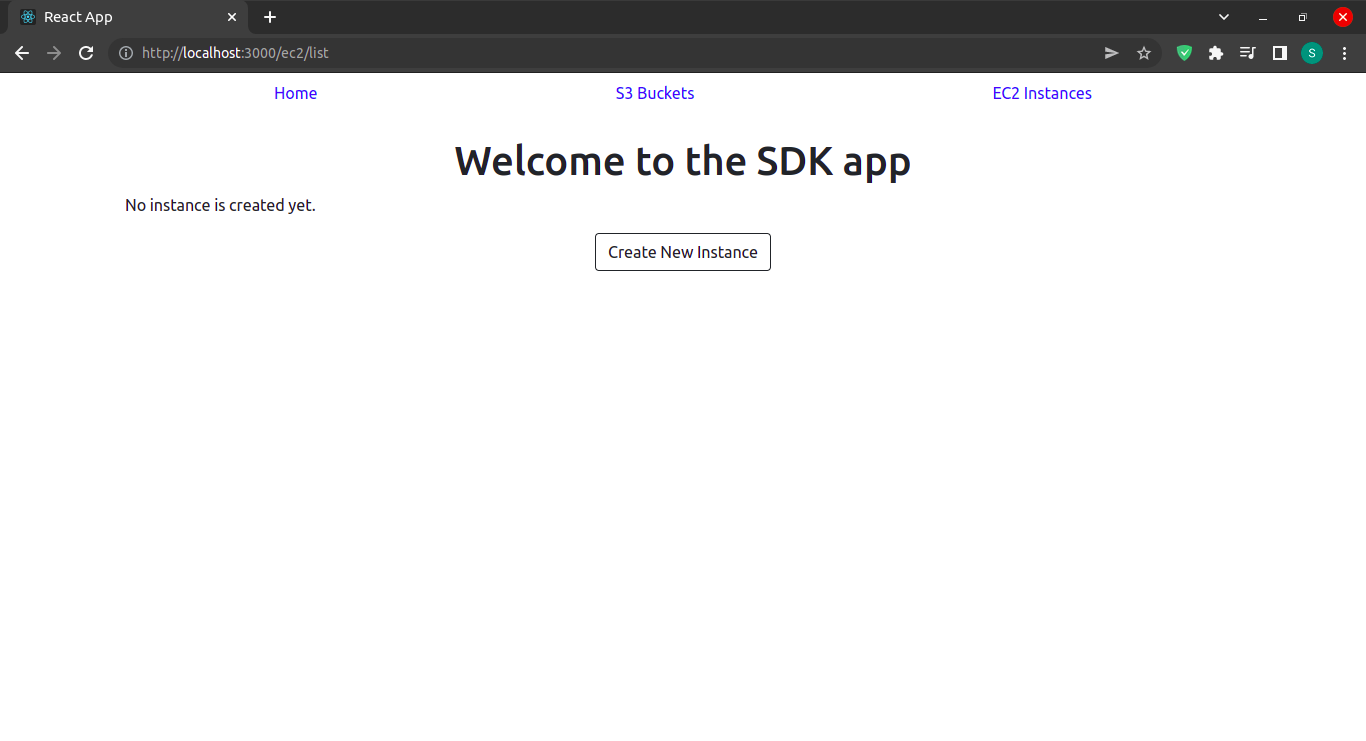 React App
http://localhost:3000/ec2/list
S
Home S3 Buckets EC2 Instances
Welcome to the SDK app
No instance is created yet.
Create New Instance